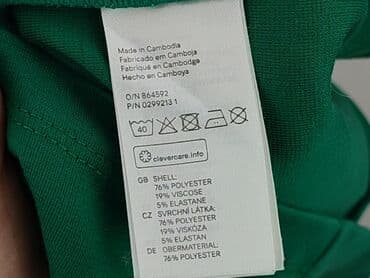 Made in Cambodia
Fabricado em Camboja
Fabriqué en Cambodge
Hecho en Camboya
O/N 864592
P/N 0299213 1
40
clevercare.info
GB SHELL:
76% POLYESTER
19% VISCOSE
5% ELASTANE
CZ SVRCHNÍ LÁTKA:
76% POLYESTER
19% VISKÓZA
5% ELASTAN
DE OBERMATERIAL:
76% POLYESTER